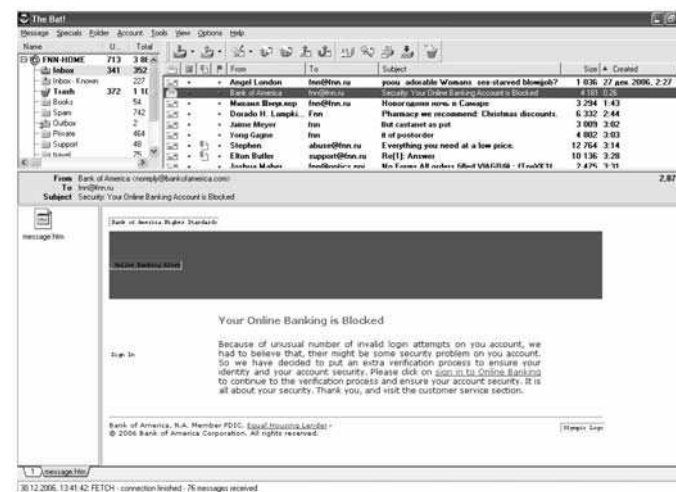 The Bat!
Message Specials Folder Account Tools View Options Help
Name U... Total
FNN-HOME 713
Inbox 341 352
Inbox - Known 227
Trash 372
Books 54
Spam 742
Outbox 2
Private 464
Support 48
travel 75
From To Subject Size Created
Angel London fnn@fnn.ru 1 036 27 дек 2006, 2:27
Bank of America fnn@fnn.ru Security: Your Online Banking Account is Blocked 4 183 0:26
Михаил fnn@fnn.ru Новогодняя ночь в Самаре 3 294 1:43
Dorado H. Lampki... Fnn Pharmacy we recommend: Christmas discounts. 6 332 2:44
Jaime Meyer fnn But castanet as put 3 009 3:02
Yong Gagne fnn it of postorder 4 002 3:03
Stephen abuse@fnn.ru Everything you need at a low price. 12 764 3:14
Elton Butler support@fnn.ru Re[1]: Answer 10 136 3:28
Joshua Maher 2 475 3:31
From Bank of America <noreply@bankofamerica.com>
To fnn@fnn.ru
Subject Security: Your Online Banking Account is Blocked
message.htm
Bank of America Higher Standards
Online Banking Alert
Your Online Banking is Blocked
Because of unusual number of invalid login attempts on you account, we
had to believe that, their might be some security problem on you account.
So we have decided to put an extra verification process to ensure your
identity and your account security. Please click on sign in to Online Banking
to continue to the verification process and ensure your account security. It is
all about your security. Thank you, and visit the customer service section.
Sign In
Bank of America, N.A. Member FDIC. Equal Housing Lender
© 2006 Bank of America Corporation. All rights reserved.
Olympic Logo
1 message.htm
30.12.2006, 13:41:42: FETCH - connection finished - 76 messages received